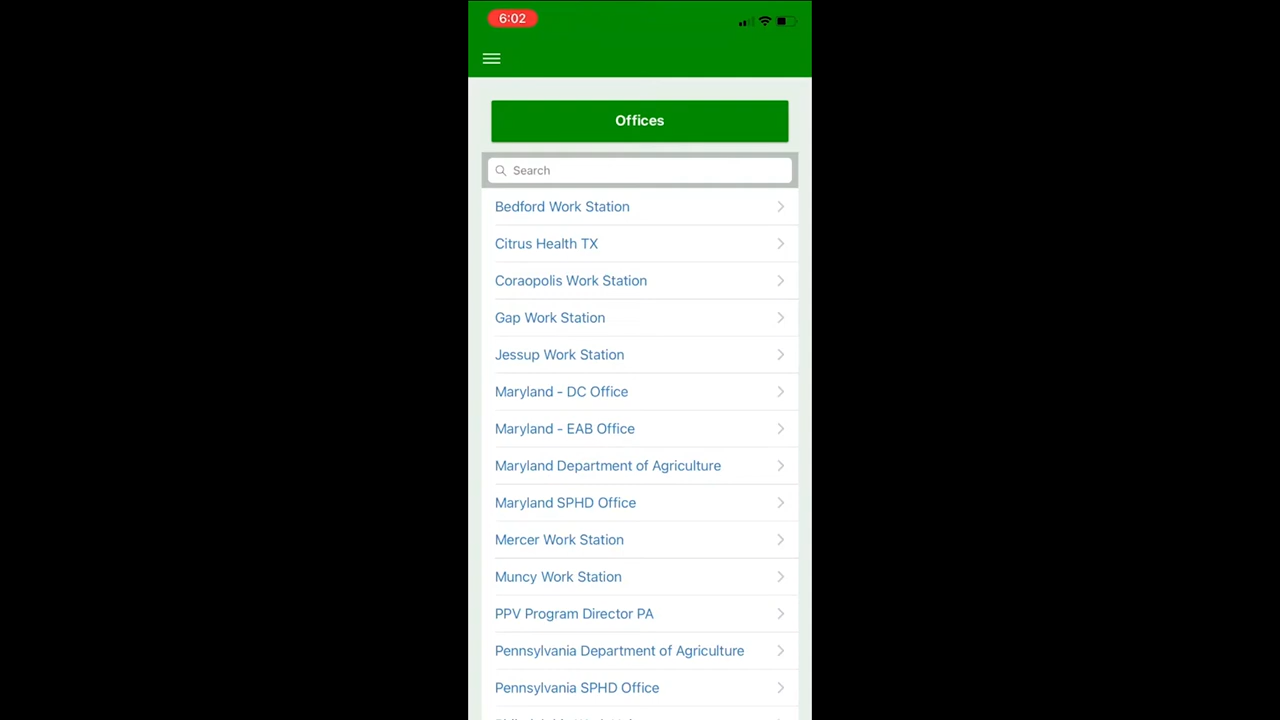 6:02
Offices
Search
Bedford Work Station
Citrus Health TX
Coraopolis Work Station
Gap Work Station
Jessup Work Station
Maryland - DC Office
Maryland - EAB Office
Maryland Department of Agriculture
Maryland SPHD Office
Mercer Work Station
Muncy Work Station
PPV Program Director PA
Pennsylvania Department of Agriculture
Pennsylvania SPHD Office